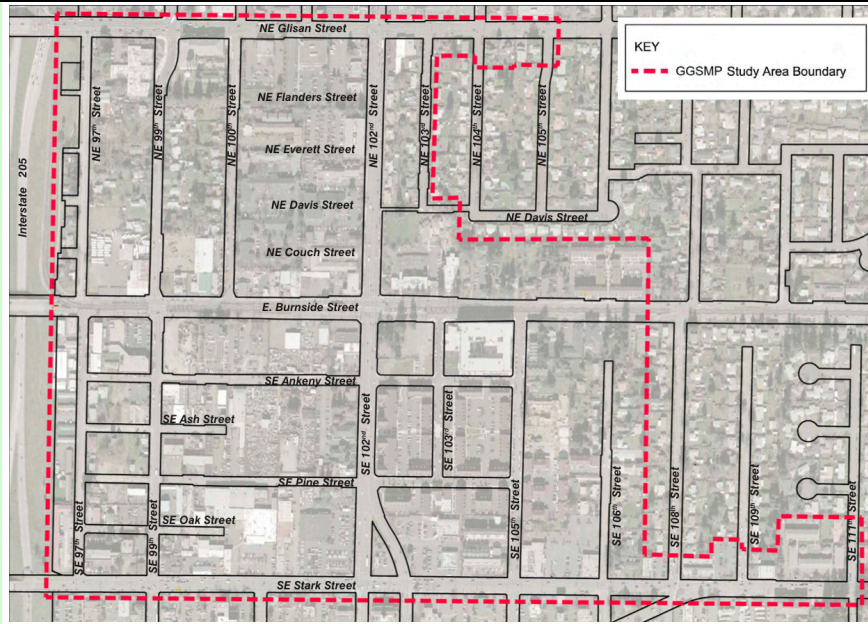 NE Glisan Street
KEY
GGSMP Study Area Boundary
NE Flanders Street
NE 97th Street
NE 99th Street
NE 100th Street
NE 102nd Street
NE 103rd Street
NE 104th Street
NE 105th Street
NE Everett Street
Interstate 205
NE Davis Street
NE Davis Street
NE Couch Street
E. Burnside Street
SE Ankeny Street
SE Ash Street
SE 102nd Street
SE 103rd Street
SE Pine Street
SE Oak Street
SE 97th Street
SE 99th Street
SE 105th Street
SE 106th Street
SE 108th Street
SE 109th Street
SE 111th Street
SE Stark Street